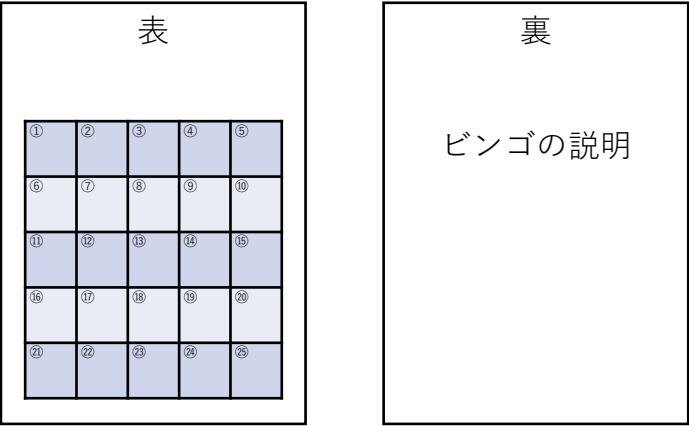 表
① ② ③ ④ ⑤
⑥ ⑦ ⑧ ⑨ ⑩
⑪ ⑫ ⑬ ⑭ ⑮
⑯ ⑰ ⑱ ⑲ ⑳
㉑ ㉒ ㉓ ㉔ ㉕
裏
ビンゴの説明